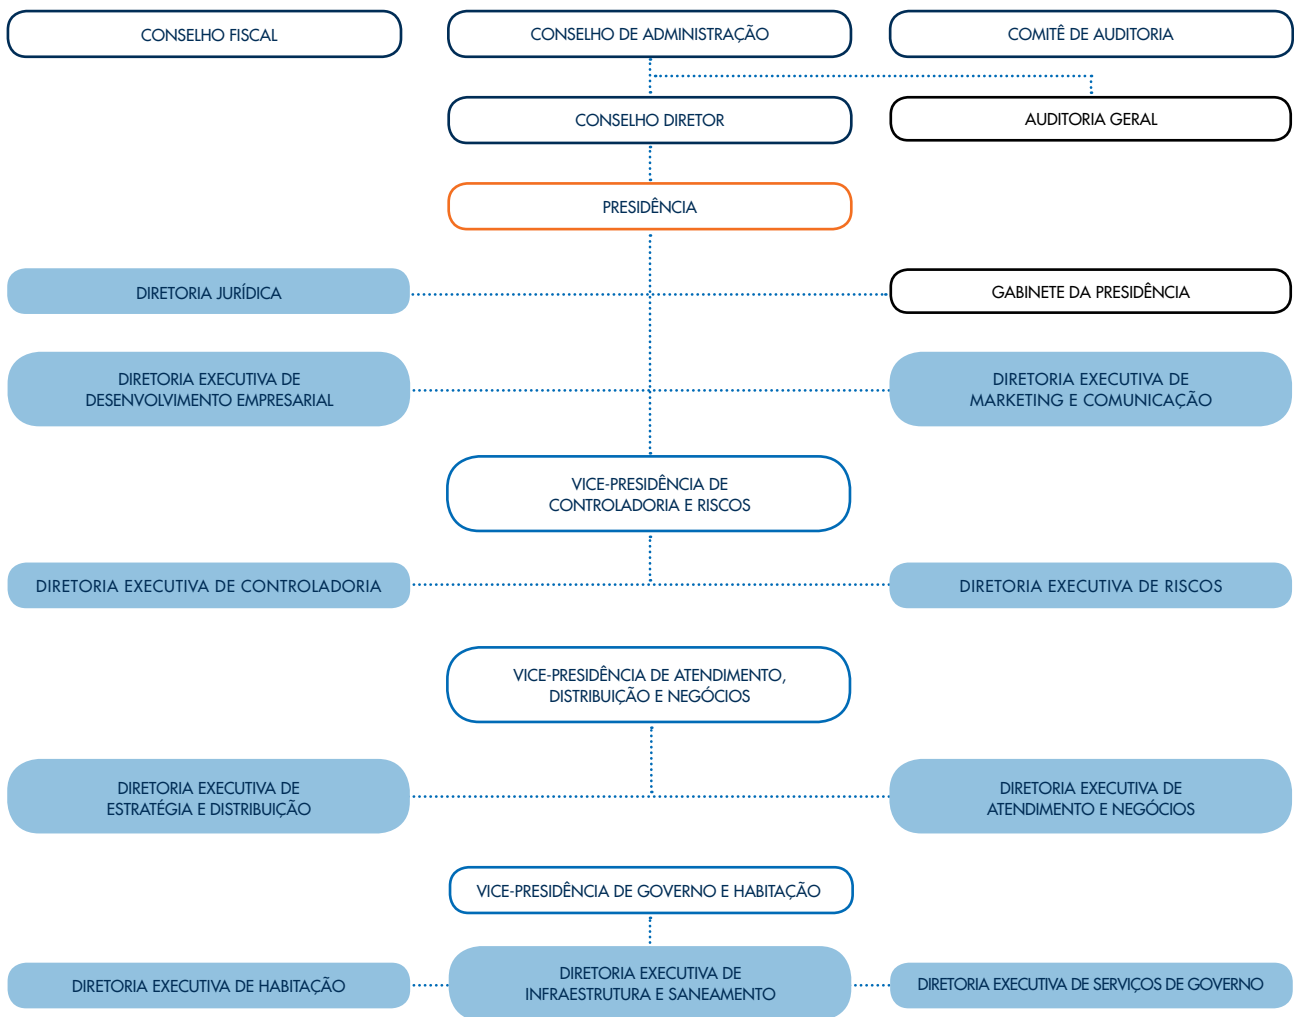 CONSELHO FISCAL
CONSELHO DE ADMINISTRAÇÃO
COMITÊ DE AUDITORIA
CONSELHO DIRETOR
AUDITORIA GERAL
PRESIDÊNCIA
DIRETORIA JURÍDICA
GABINETE DA PRESIDÊNCIA
DIRETORIA EXECUTIVA DE
DESENVOLVIMENTO EMPRESARIAL
DIRETORIA EXECUTIVA DE
MARKETING E COMUNICAÇÃO
VICE-PRESIDÊNCIA DE
CONTROLADORIA E RISCOS
DIRETORIA EXECUTIVA DE CONTROLADORIA
DIRETORIA EXECUTIVA DE RISCOS
VICE-PRESIDÊNCIA DE ATENDIMENTO,
DISTRIBUIÇÃO E NEGÓCIOS
DIRETORIA EXECUTIVA DE
ESTRATÉGIA E DISTRIBUIÇÃO
DIRETORIA EXECUTIVA DE
ATENDIMENTO E NEGÓCIOS
VICE-PRESIDÊNCIA DE GOVERNO E HABITAÇÃO
DIRETORIA EXECUTIVA DE HABITAÇÃO
DIRETORIA EXECUTIVA DE
INFRAESTRUTURA E SANEAMENTO
DIRETORIA EXECUTIVA DE SERVIÇOS DE GOVERNO